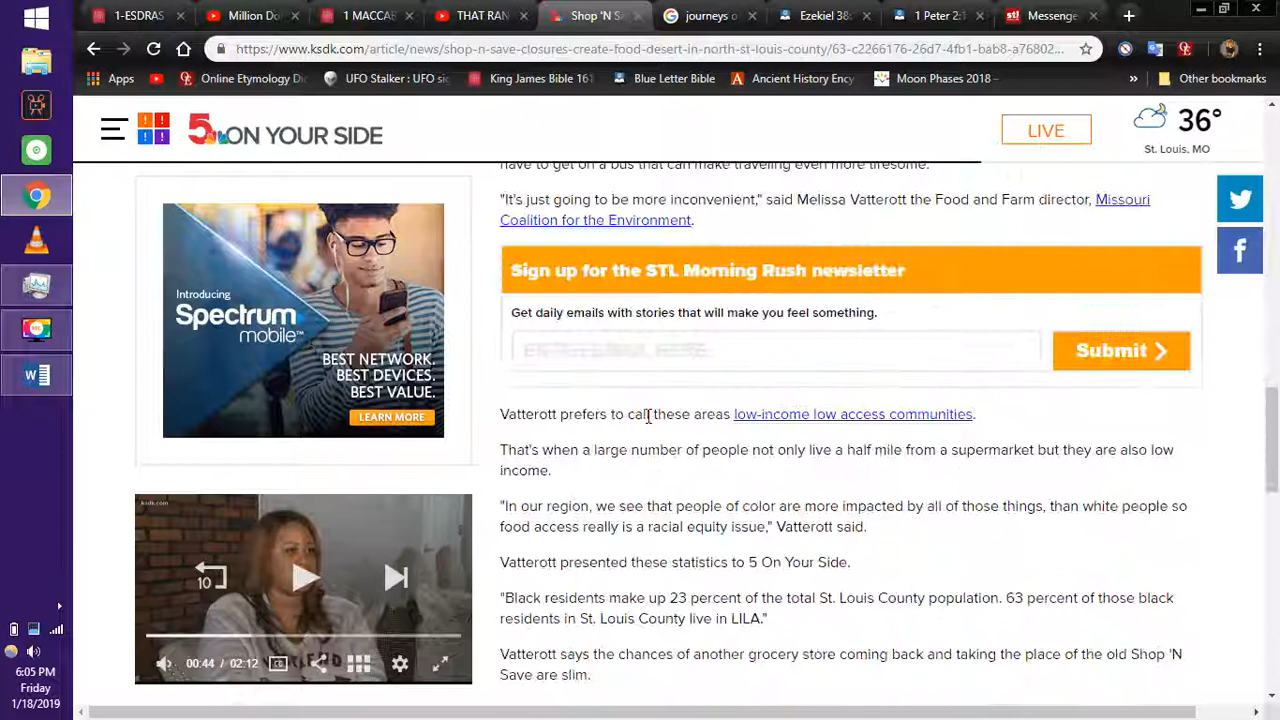 1-ESDRAS
Million Do
1 MACCAB
THAT RAN
Shop 'N Sa
journeys o
Ezekiel 38
1 Peter 2:1
stl Messenge
https://www.ksdk.com/article/news/shop-n-save-closures-create-food-desert-in-north-st-louis-county/63-c2266176-26d7-4fb1-bab8-a76802...
Apps
Online Etymology Di
UFO Stalker : UFO sig
King James Bible 161
Blue Letter Bible
Ancient History Ency
Moon Phases 2018 –
»
Other bookmarks
5 ON YOUR SIDE
LIVE
36°
St. Louis, MO
have to get on a bus that can make traveling even more tiresome.
"It's just going to be more inconvenient," said Melissa Vatterott the Food and Farm director, Missouri
Coalition for the Environment.
Sign up for the STL Morning Rush newsletter
Get daily emails with stories that will make you feel something.
Submit
Introducing
Spectrum
mobile™
BEST NETWORK.
BEST DEVICES.
BEST VALUE.
LEARN MORE
Vatterott prefers to call these areas low-income low access communities.
That's when a large number of people not only live a half mile from a supermarket but they are also low
income.
ksdk.com
10
00:44 / 02:12
CC
"In our region, we see that people of color are more impacted by all of those things, than white people so
food access really is a racial equity issue," Vatterott said.
Vatterott presented these statistics to 5 On Your Side.
"Black residents make up 23 percent of the total St. Louis County population. 63 percent of those black
residents in St. Louis County live in LILA."
Vatterott says the chances of another grocery store coming back and taking the place of the old Shop 'N
Save are slim.
6:05 PM
Friday
1/18/2019